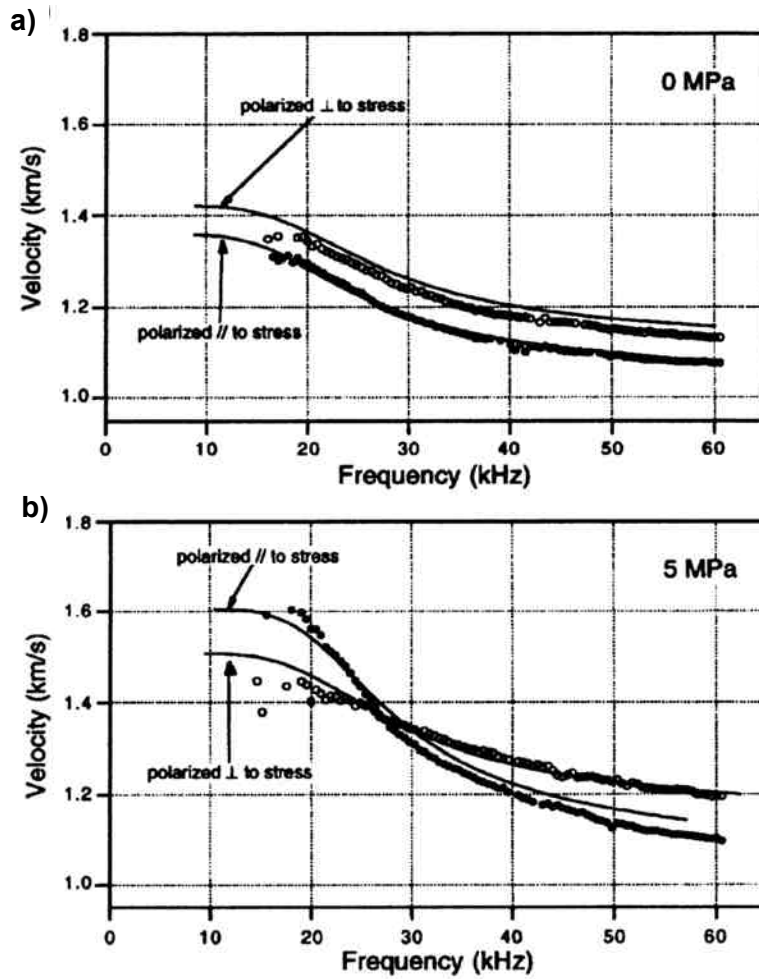 a)
1.8
0 MPa
polarized ⊥ to stress
1.6
Velocity (km/s)
1.4
1.2
polarized // to stress
1.0
0 10 20 30 40 50 60
Frequency (kHz)
b)
1.8
polarized // to stress
5 MPa
1.6
Velocity (km/s)
1.4
polarized ⊥ to stress
1.2
1.0
0 10 20 30 40 50 60
Frequency (kHz)